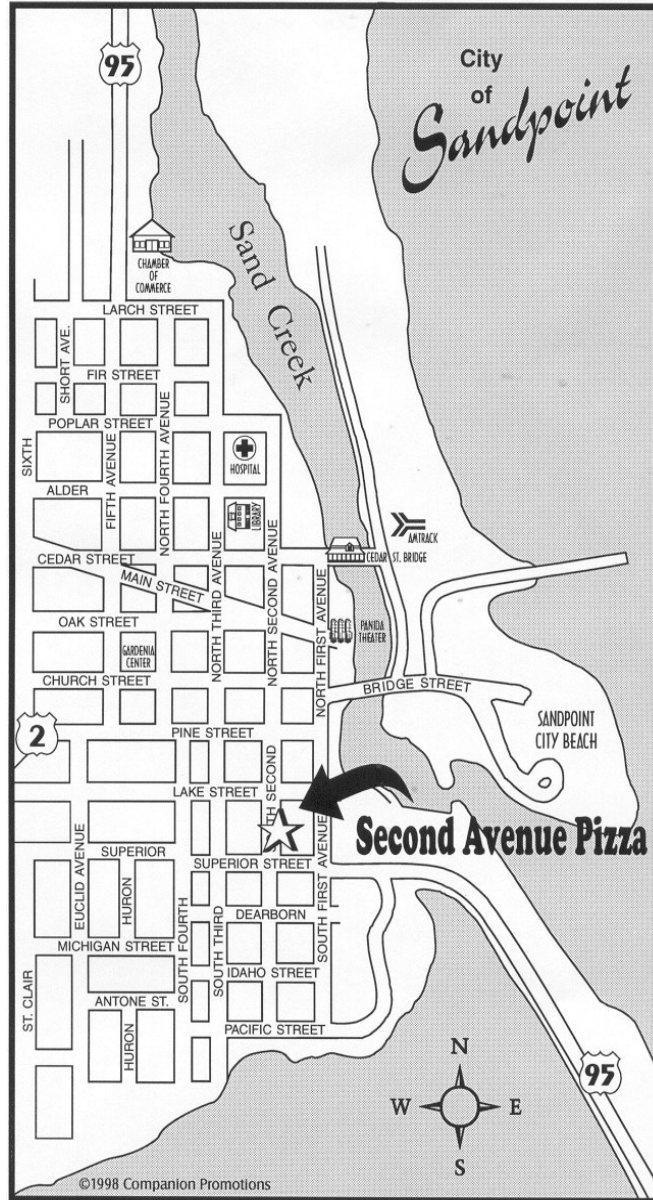 95
City
of
Sandpoint
Sand Creek
CHAMBER
OF
COMMERCE
LARCH STREET
SHORT AVE.
FIR STREET
POPLAR STREET
SIXTH
FIFTH AVENUE
NORTH FOURTH AVENUE
HOSPITAL
ALDER
LIBRARY
AMTRACK
CEDAR STREET
CEDAR ST. BRIDGE
MAIN STREET
NORTH THIRD AVENUE
NORTH SECOND AVENUE
NORTH FIRST AVENUE
OAK STREET
PANIDA
THEATER
GARDENIA
CENTER
CHURCH STREET
BRIDGE STREET
2
PINE STREET
SANDPOINT
CITY BEACH
LAKE STREET
TH SECOND
Second Avenue Pizza
EUCLID AVENUE
SUPERIOR
SUPERIOR STREET
HURON
SOUTH FIRST AVENUE
DEARBORN
MICHIGAN STREET
SOUTH FOURTH
SOUTH THIRD
IDAHO STREET
ST. CLAIR
ANTONE ST.
HURON
PACIFIC STREET
N
W
E
S
95
©1998 Companion Promotions